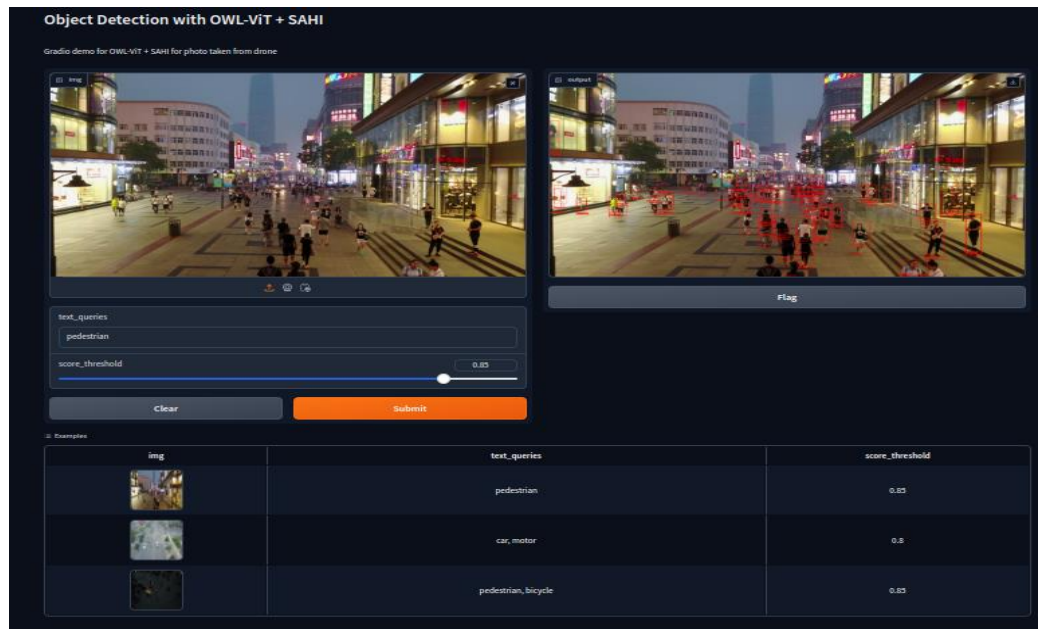 Object Detection with OWL-ViT + SAHI
Gradio demo for OWL-ViT + SAHI for photo taken from drone
img
output
Flag
text_queries
pedestrian
score_threshold
0.85
Clear
Submit
Examples
img text_queries score_threshold
pedestrian 0.85
car, motor 0.8
pedestrian, bicycle 0.85